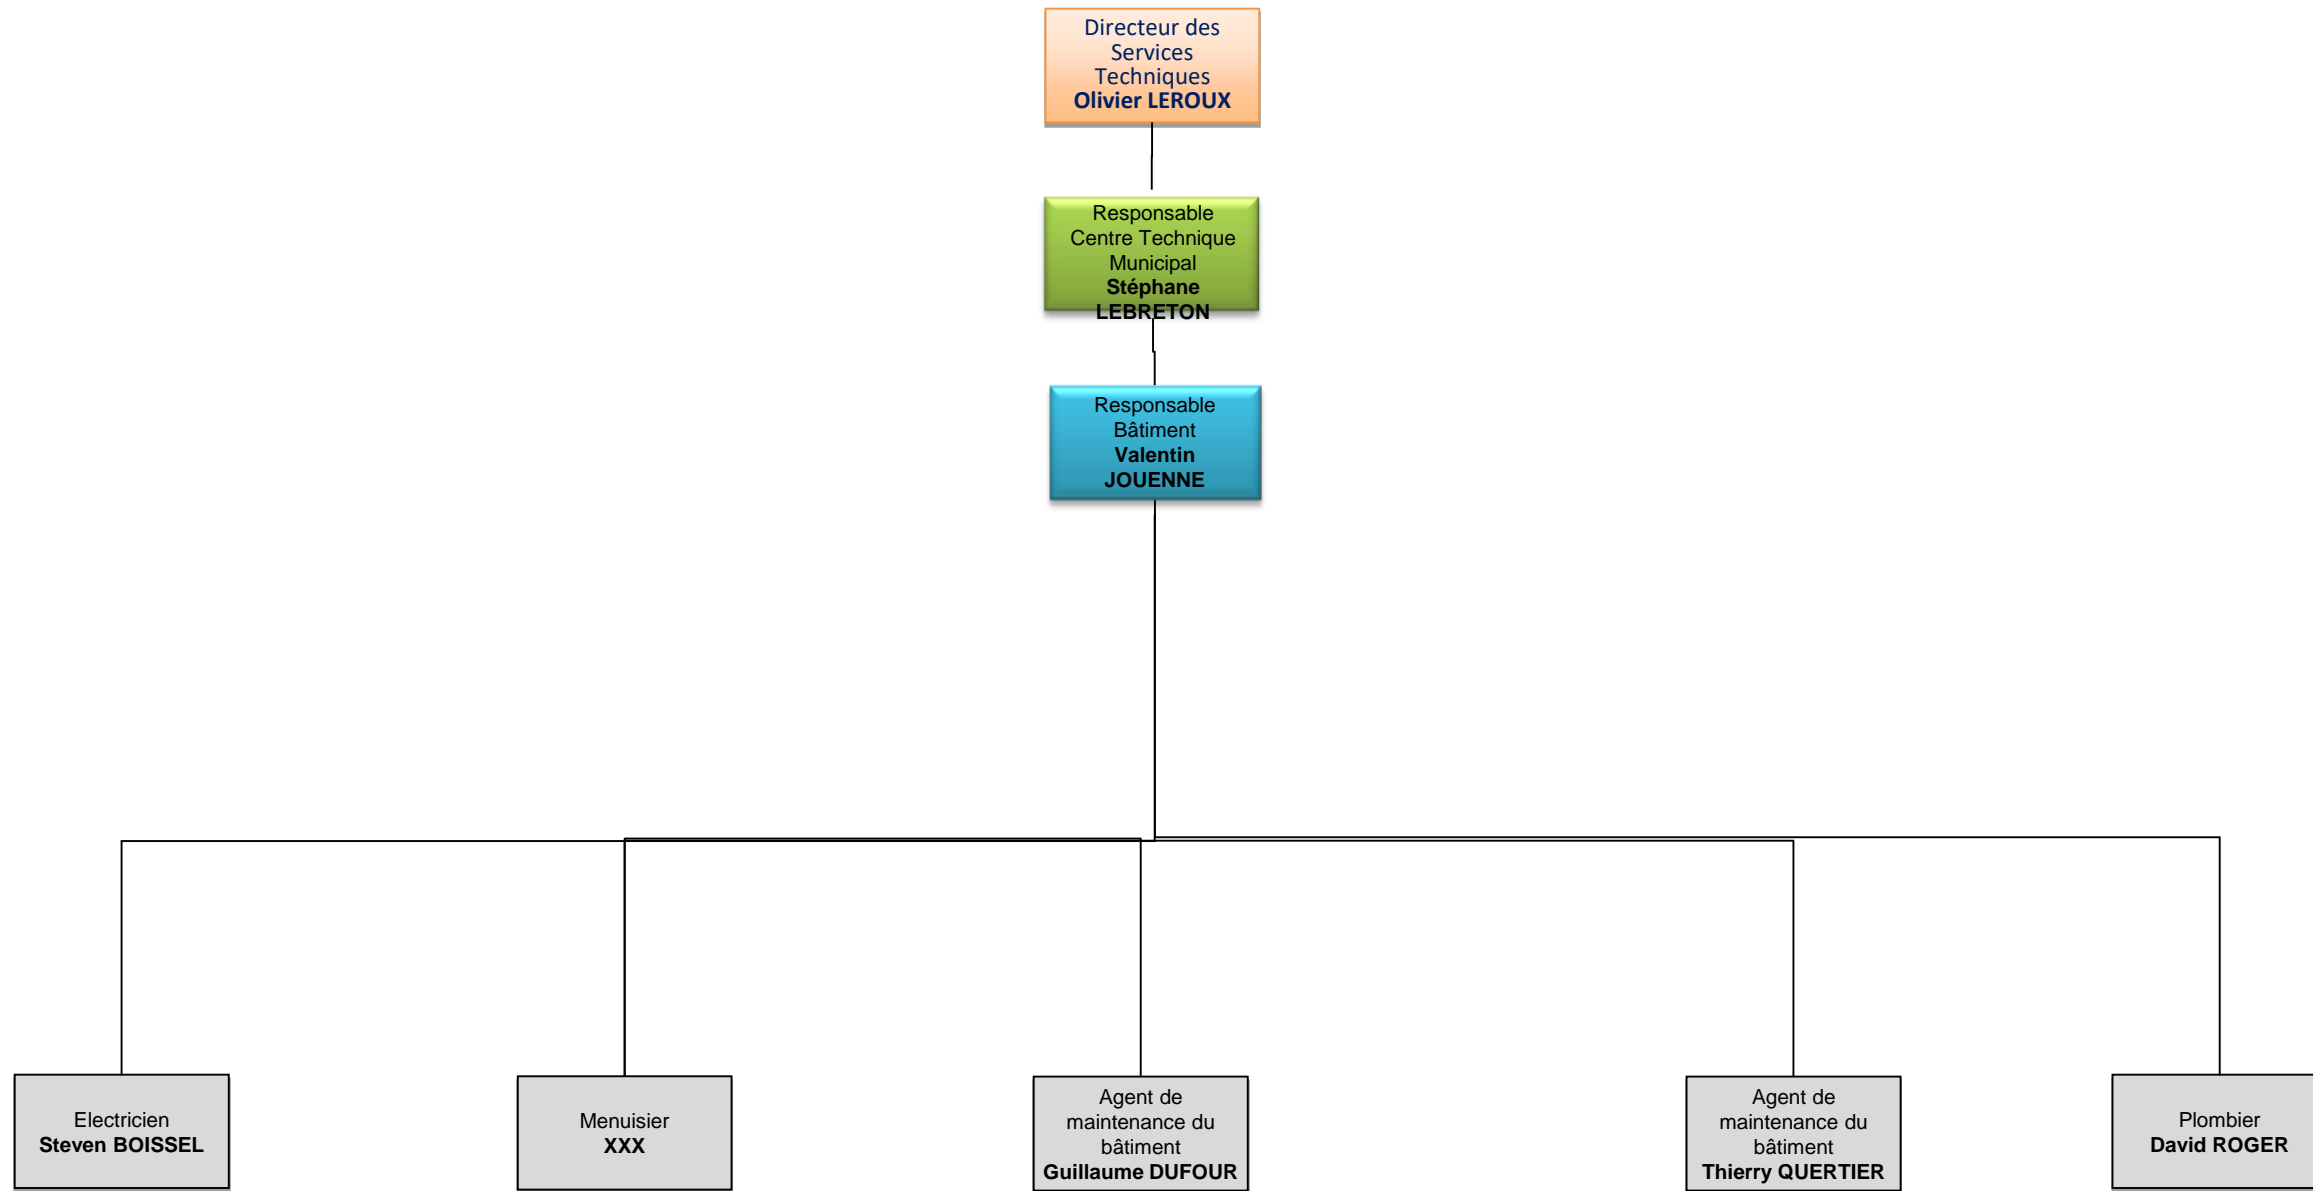 Directeur des
Services
Techniques
Olivier LEROUX
Responsable
Centre Technique
Municipal
Stéphane
LEBRETON
Responsable
Bâtiment
Valentin
JOUENNE
Electricien
Steven BOISSEL
Menuisier
XXX
Agent de
maintenance du
bâtiment
Guillaume DUFOUR
Agent de
maintenance du
bâtiment
Thierry QUERTIER
Plombier
David ROGER